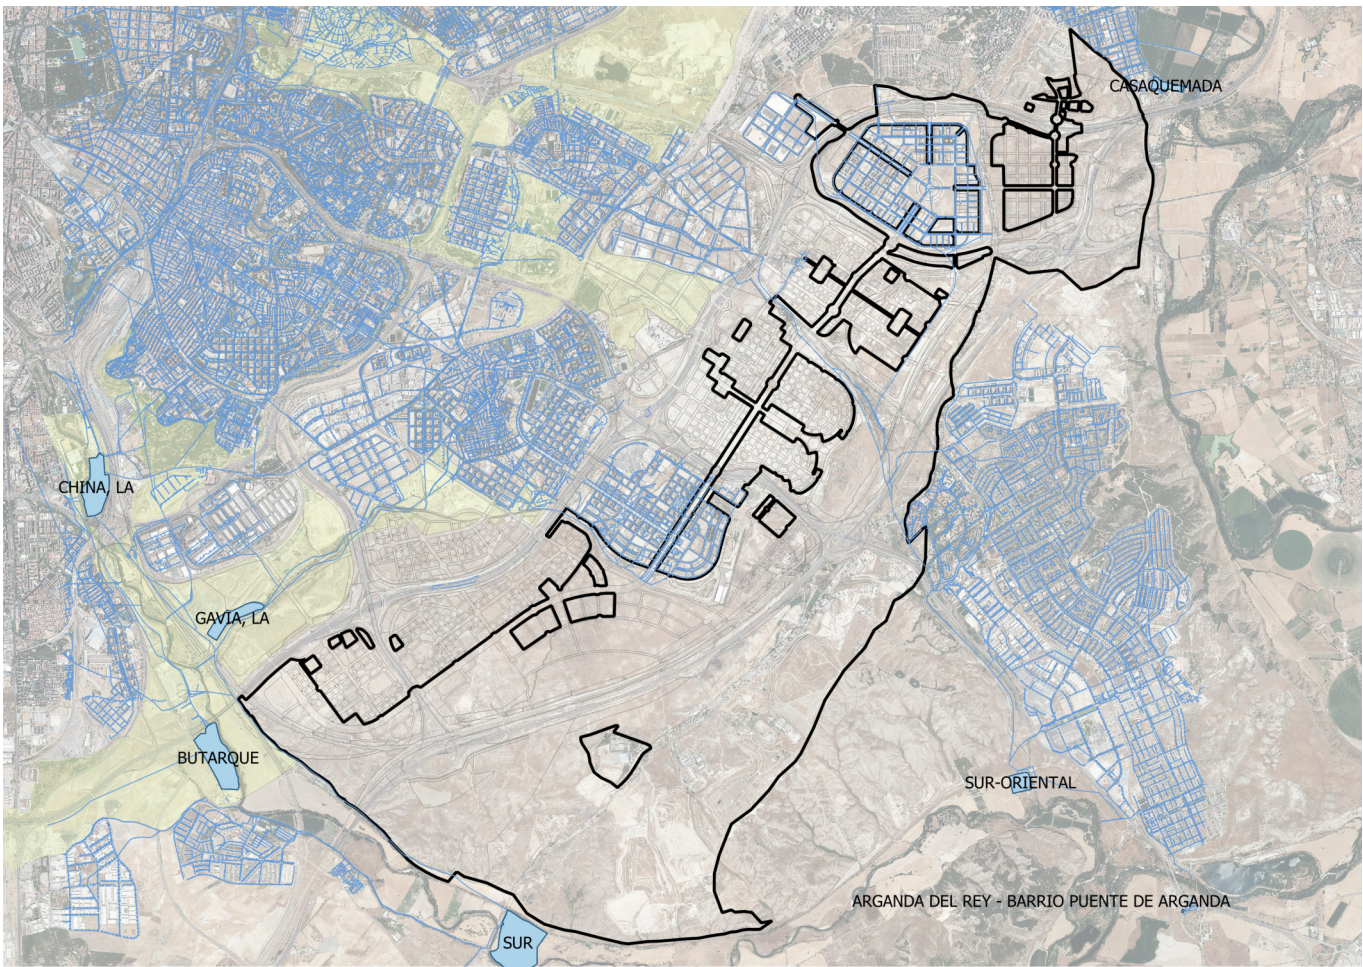 CASAQUEMADA
CHINA, LA
GAVIA, LA
BUTARQUE
SUR-ORIENTAL
ARGANDA DEL REY - BARRIO PUENTE DE ARGANDA
SUR